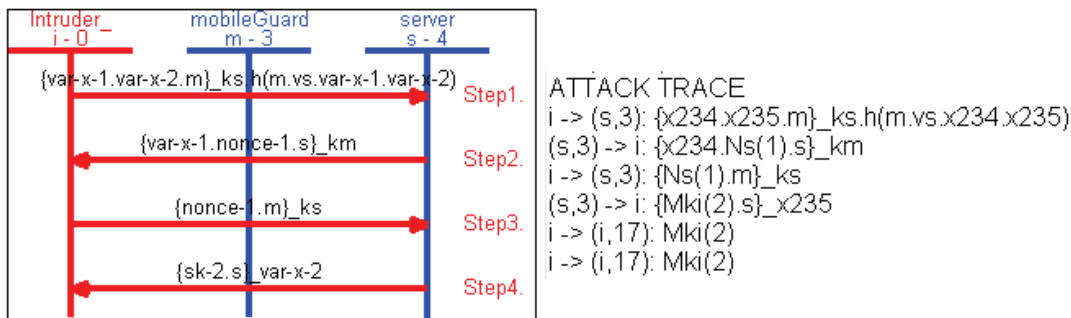 Intruder_ mobileGuard server
i - 0 m - 3 s - 4
{var-x-1.var-x-2.m}_ks.h(m.vs.var-x-1.var-x-2)
Step1.
{var-x-1.nonce-1.s}_km
Step2.
{nonce-1.m}_ks
Step3.
{sk-2.s}_var-x-2
Step4.
ATTACK TRACE
i -> (s,3): {x234.x235.m}_ks.h(m.vs.x234.x235)
(s,3) -> i: {x234.Ns(1).s}_km
i -> (s,3): {Ns(1).m}_ks
(s,3) -> i: {Mki(2).s}_x235
i -> (i,17): Mki(2)
i -> (i,17): Mki(2)